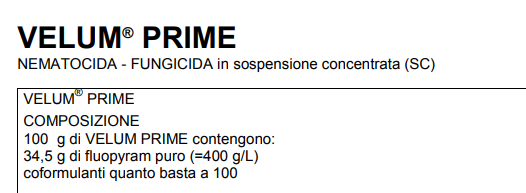 VELUM® PRIME
NEMATOCIDA - FUNGICIDA in sospensione concentrata (SC)
VELUM® PRIME
COMPOSIZIONE
100 g di VELUM PRIME contengono:
34,5 g di fluopyram puro (=400 g/L)
coformulanti quanto basta a 100